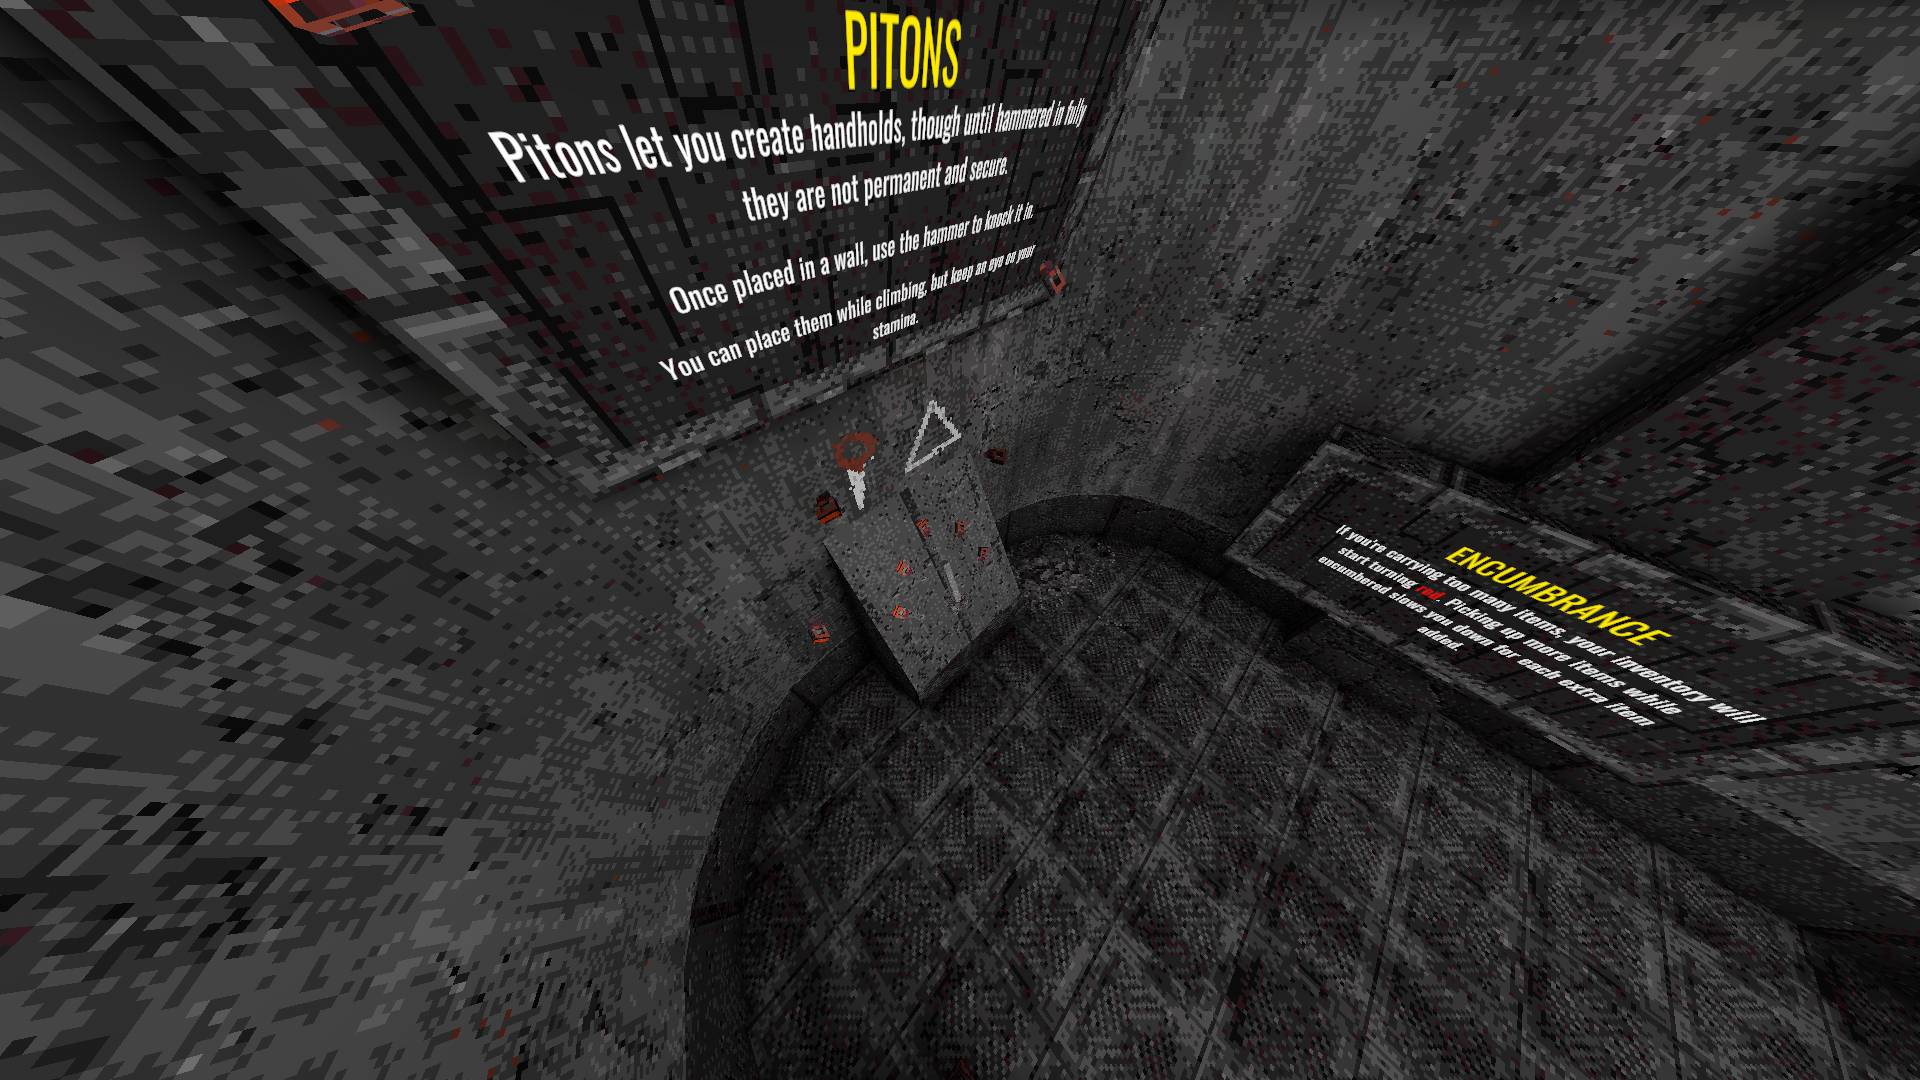 PITONS
Pitons let you create handholds, though until hammered in fully
they are not permanent and secure.
Once placed in a wall, use the hammer to knock it in.
You can place them while climbing, but keep an eye on your
stamina.
ENCUMBRANCE
If you're carrying too many items, your inventory will
start turning red. Picking up more items while
encumbered slows you down for each extra item
added.